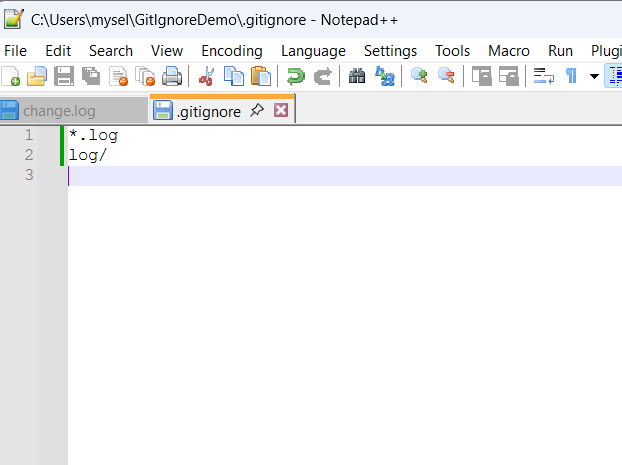 C:\Users\mysel\GitIgnoreDemo\.gitignore - Notepad++
File Edit Search View Encoding Language Settings Tools Macro Run Plugi
change.log .gitignore
1 *.log
2 log/
3